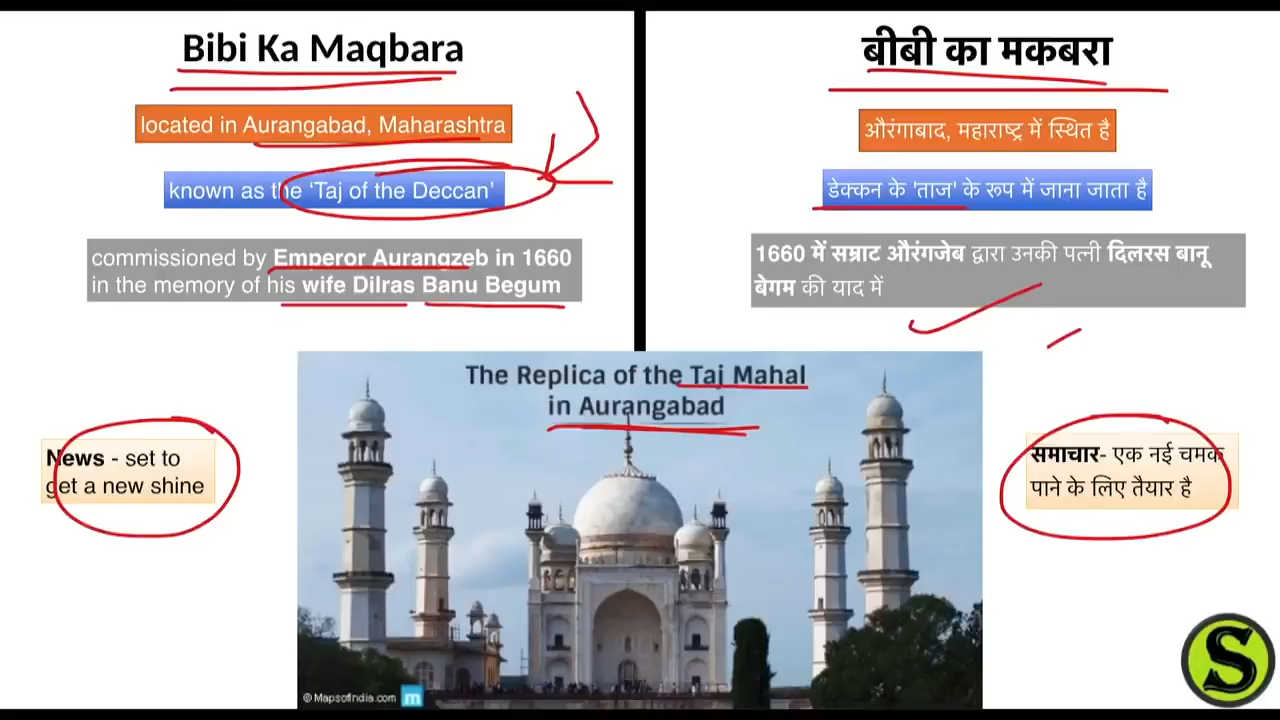 Bibi Ka Maqbara
located in Aurangabad, Maharashtra
known as the ‘Taj of the Deccan’
commissioned by Emperor Aurangzeb in 1660
in the memory of his wife Dilras Banu Begum
बीबी का मकबरा
औरंगाबाद, महाराष्ट्र में स्थित है
डेक्कन के 'ताज' के रूप में जाना जाता है
1660 में सम्राट औरंगजेब द्वारा उनकी पत्नी दिलरस बानू
बेगम की याद में
The Replica of the Taj Mahal
in Aurangabad
News - set to
get a new shine
समाचार- एक नई चमक
पाने के लिए तैयार है
© MapsofIndia.com m
S